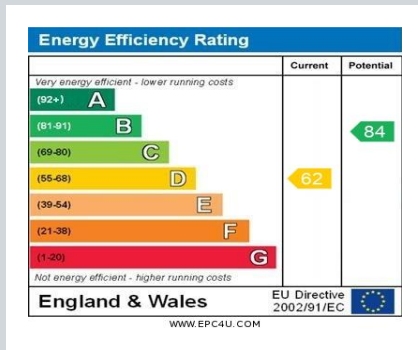 Energy Efficiency Rating
Current Potential
Very energy efficient - lower running costs
(92+) A
(81-91) B
84
(69-80) C
(55-68) D
62
(39-54) E
(21-38) F
(1-20) G
Not energy efficient - higher running costs
England & Wales
EU Directive
2002/91/EC
WWW.EPC4U.COM